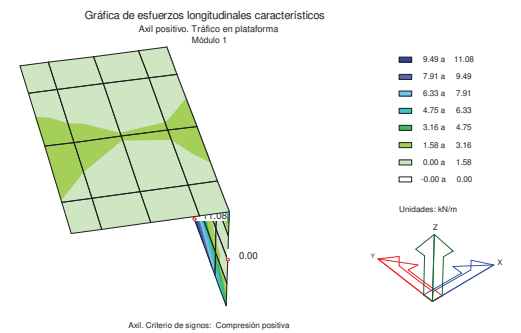 Gráfica de esfuerzos longitudinales característicos
Axil positivo. Tráfico en plataforma
Módulo 1
9.49 a 11.08
7.91 a 9.49
6.33 a 7.91
4.75 a 6.33
3.16 a 4.75
1.58 a 3.16
0.00 a 1.58
-0.00 a 0.00
Unidades: kN/m
11.08
0.00
Z
Y
X
Axil. Criterio de signos: Compresión positiva